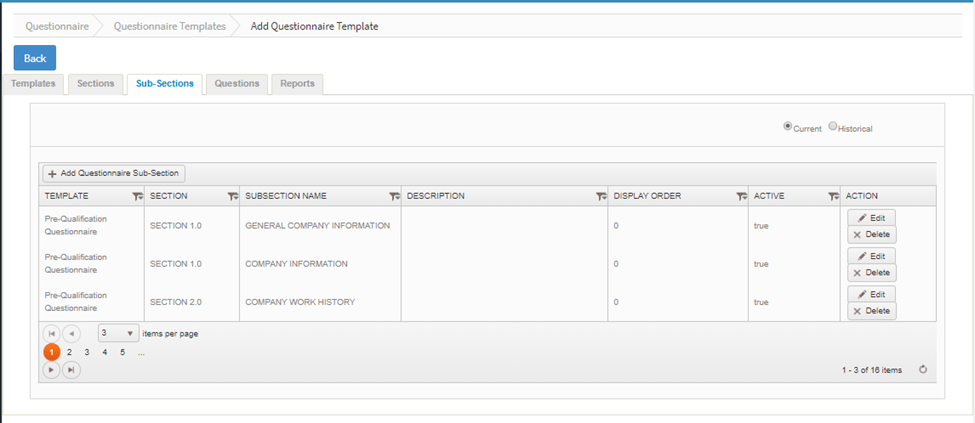 Questionnaire Questionnaire Templates Add Questionnaire Template
Back
Templates Sections Sub-Sections Questions Reports
Current Historical
+ Add Questionnaire Sub-Section
TEMPLATE SECTION SUBSECTION NAME DESCRIPTION DISPLAY ORDER ACTIVE ACTION
Pre-Qualification
Questionnaire
SECTION 1.0 GENERAL COMPANY INFORMATION 0 true
Edit
Delete
Pre-Qualification
Questionnaire
SECTION 1.0 COMPANY INFORMATION 0 true
Edit
Delete
Pre-Qualification
Questionnaire
SECTION 2.0 COMPANY WORK HISTORY 0 true
Edit
Delete
3 items per page
1 2 3 4 5 ...
1 - 3 of 16 items